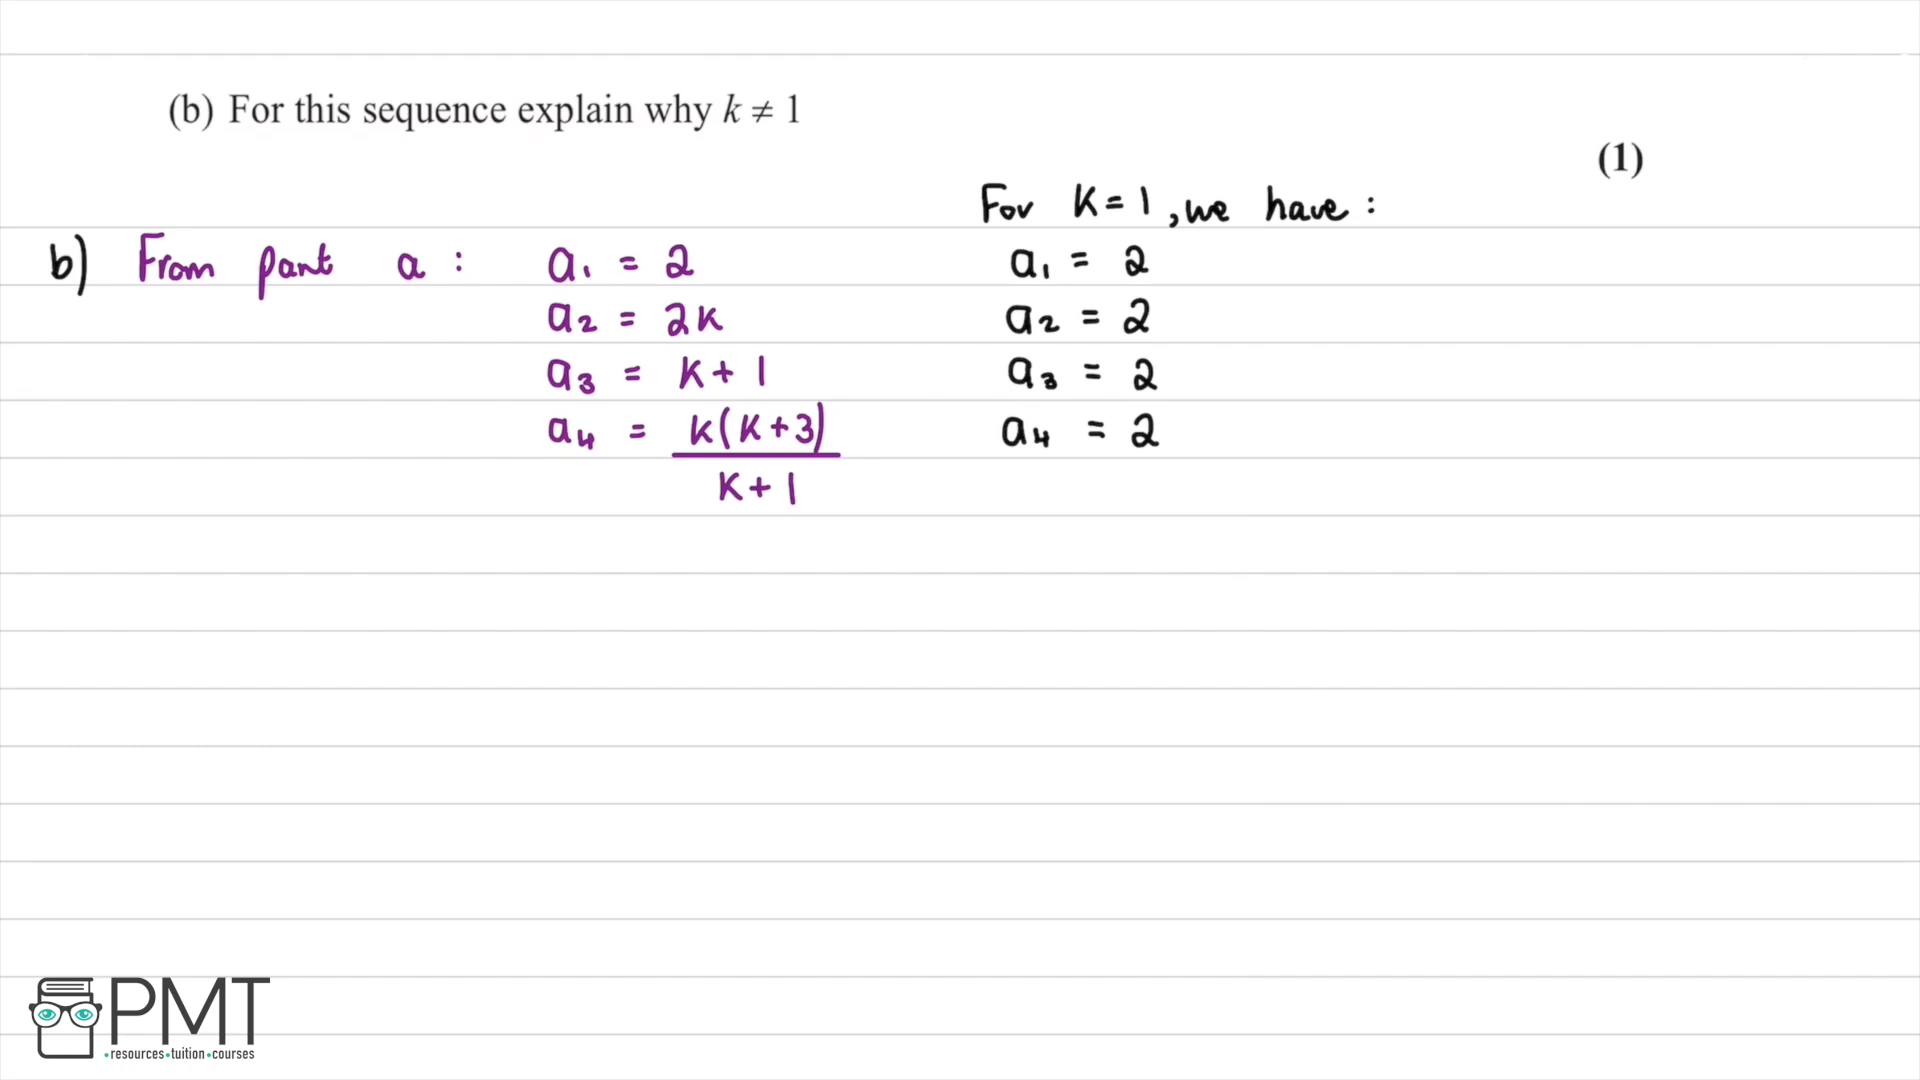 (b) For this sequence explain why k ≠ 1
(1)
b) From part a : a₁ = 2
a₂ = 2k
a₃ = k + 1
a₄ = k(k+3)
k + 1
For k = 1, we have :
a₁ = 2
a₂ = 2
a₃ = 2
a₄ = 2
PMT
•resources•tuition•courses